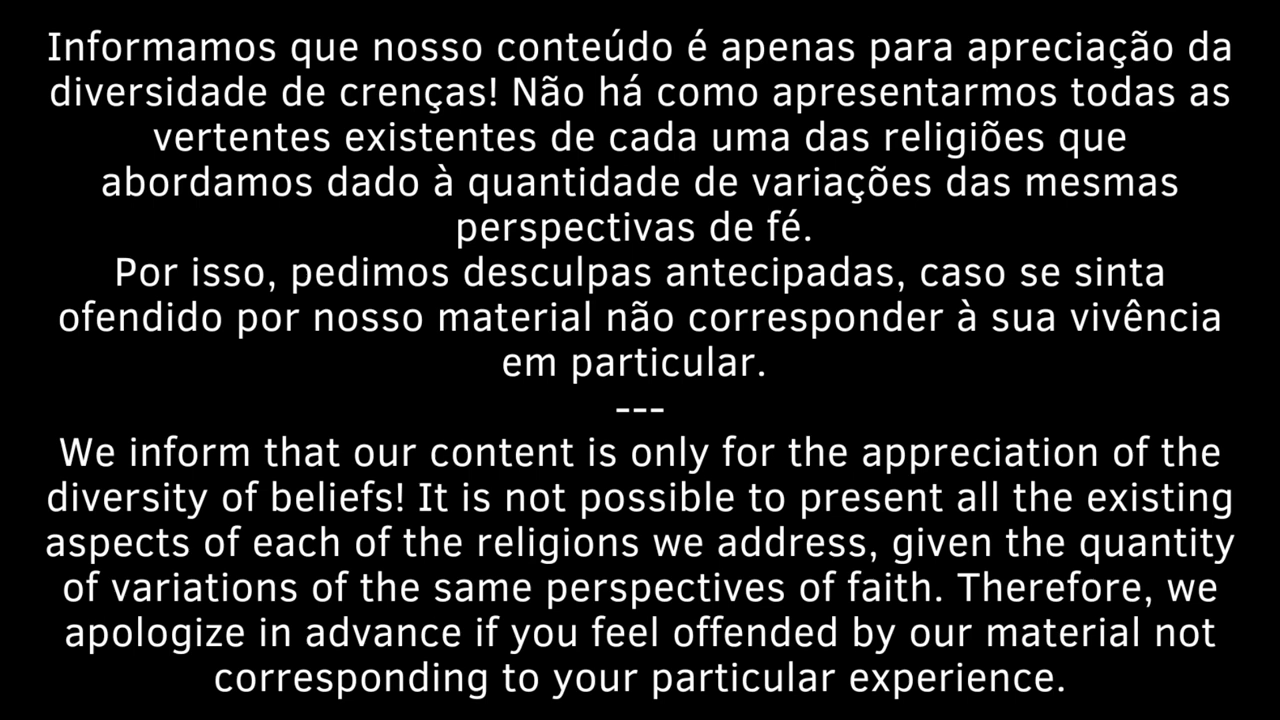 Informamos que nosso conteúdo é apenas para apreciação da
diversidade de crenças! Não há como apresentarmos todas as
vertentes existentes de cada uma das religiões que
abordamos dado à quantidade de variações das mesmas
perspectivas de fé.
Por isso, pedimos desculpas antecipadas, caso se sinta
ofendido por nosso material não corresponder à sua vivência
em particular.
---
We inform that our content is only for the appreciation of the
diversity of beliefs! It is not possible to present all the existing
aspects of each of the religions we address, given the quantity
of variations of the same perspectives of faith. Therefore, we
apologize in advance if you feel offended by our material not
corresponding to your particular experience.